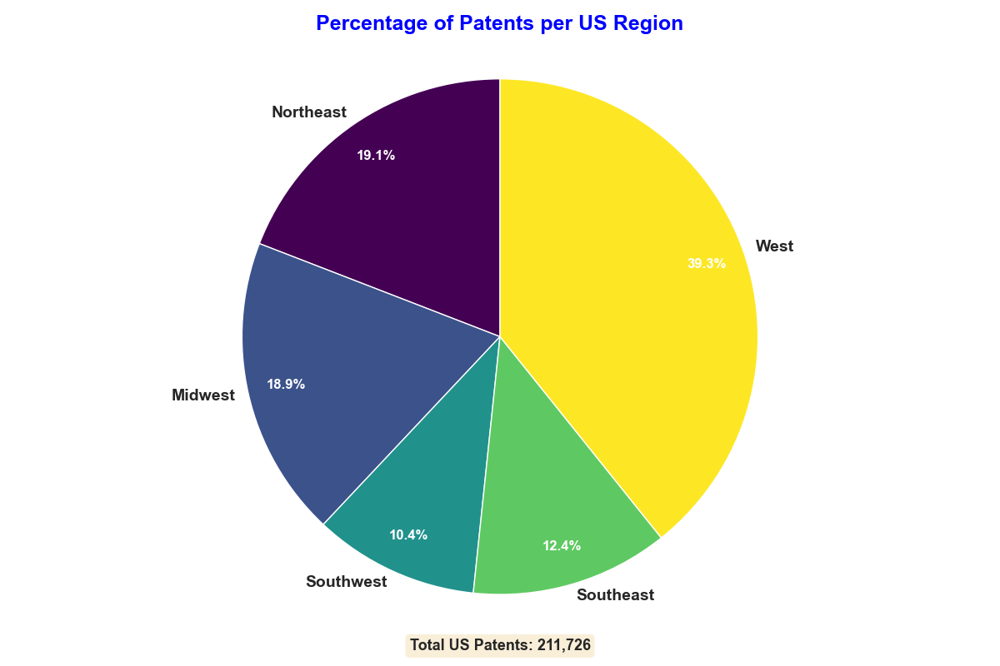 Percentage of Patents per US Region
Northeast
19.1%
West
39.3%
Midwest
18.9%
Southwest
10.4%
Southeast
12.4%
Total US Patents: 211,726